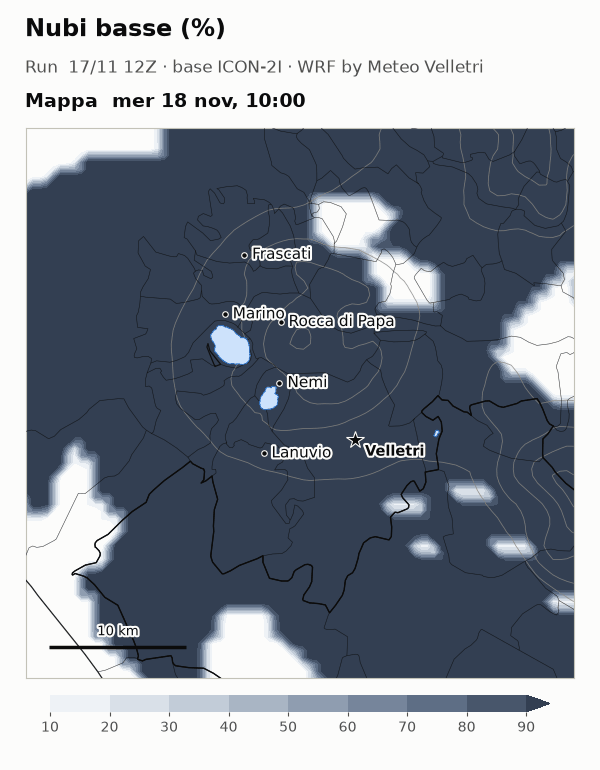 Nubi basse (%)
Run  17/11 12Z · base ICON-2I · WRF by Meteo Velletri
Mappa  mer 18 nov, 10:00
Frascati
Marino
Rocca di Papa
Nemi
Velletri
Lanuvio
10 km
10 20 30 40 50 60 70 80 90